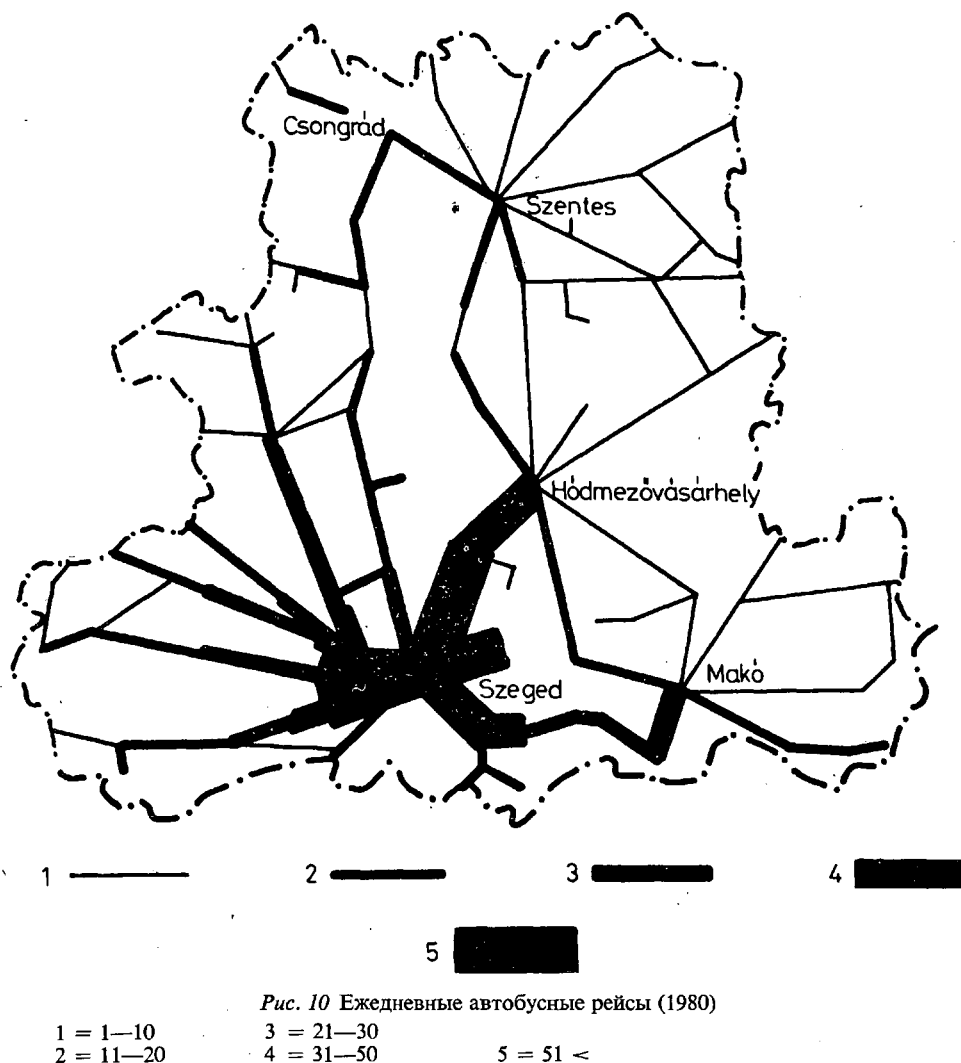 Csongrád
Szentes
Hódmezővásárhely
Szeged
Makó
1
2
3
4
5
Рис. 10 Ежедневные автобусные рейсы (1980)
1 = 1—10 3 = 21—30
2 = 11—20 4 = 31—50 5 = 51 <